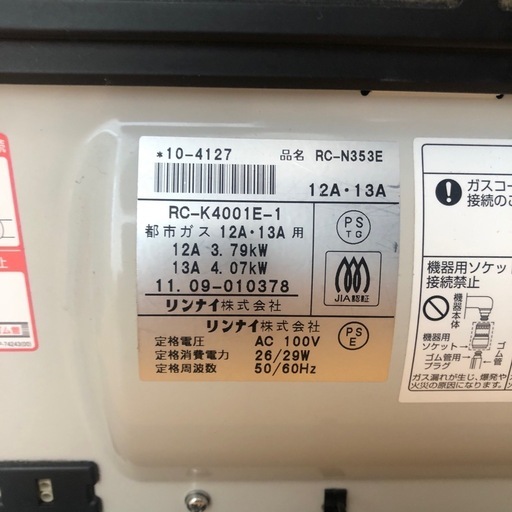 *10-4127 品名 RC-N353E
12A・13A
RC-K4001E-1
都市ガス 12A・13A 用
12A 3.79kW
13A 4.07kW
11.09-010378
リンナイ株式会社
PS
TG
JIA認証
リンナイ株式会社
定格電圧 AC 100V
定格消費電力 26/29W
定格周波数 50/60Hz
PS
E
ガスコー
接続のご
機器用ソケッ
接続禁止
機器本体
機器用
ソケット
ゴム管用
プラグ
ゴム
管
ガス漏れが生じ、爆発や
火災の原因になります。
止
ゴム管